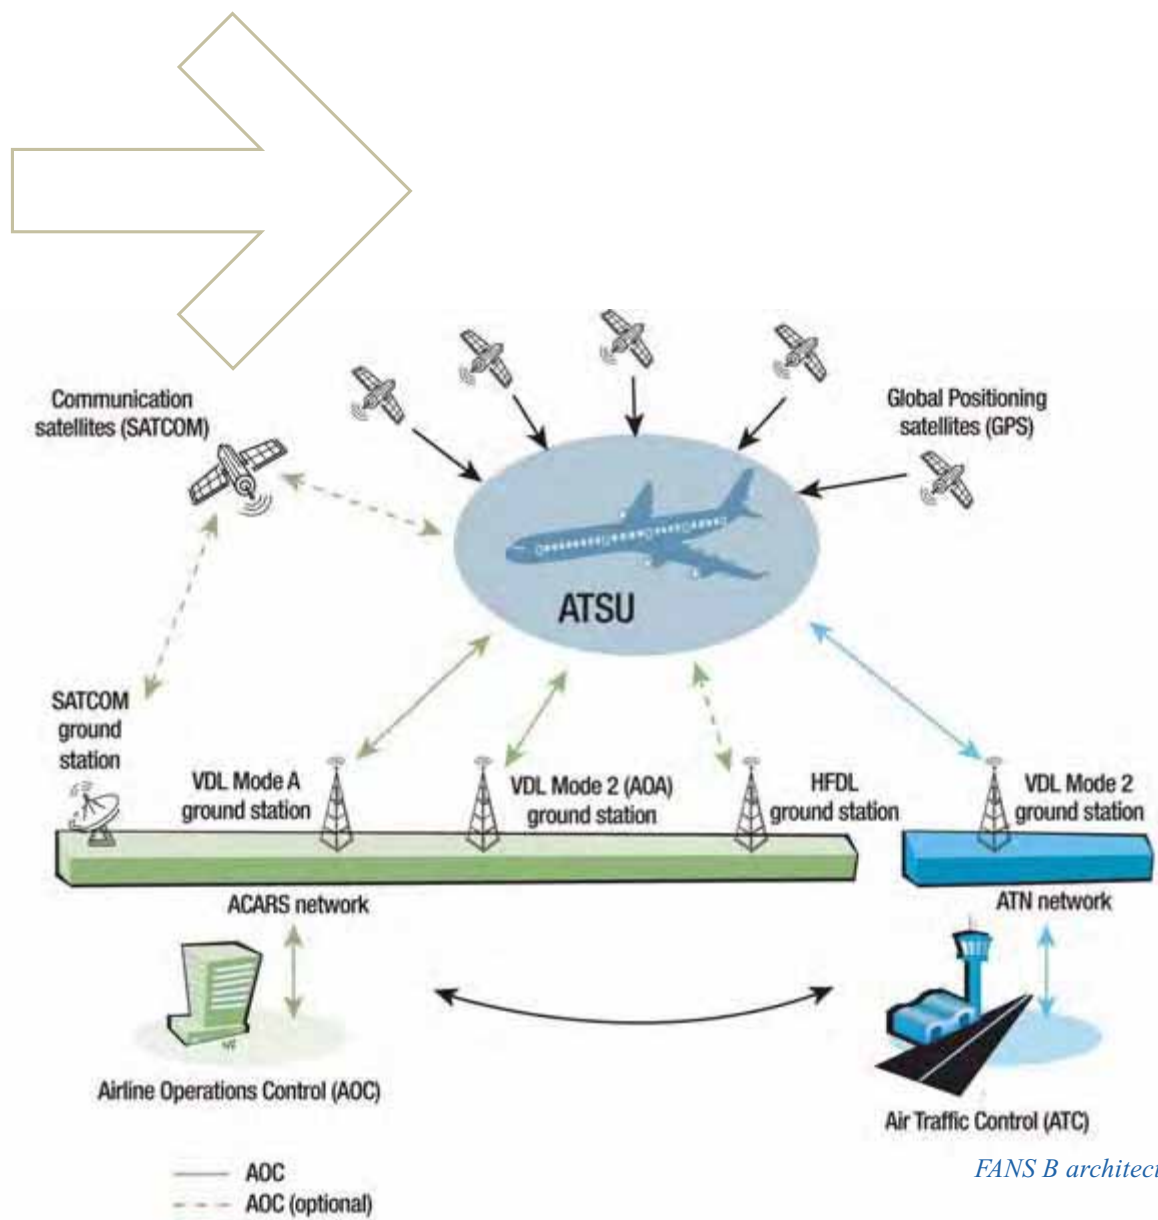 Communication
satellites (SATCOM)
Global Positioning
satellites (GPS)
ATSU
SATCOM
ground
station
VDL Mode A
ground station
VDL Mode 2 (AOA)
ground station
HFDL
ground station
VDL Mode 2
ground station
ACARS network
ATN network
Airline Operations Control (AOC)
Air Traffic Control (ATC)
FANS B architect
AOC
AOC (optional)